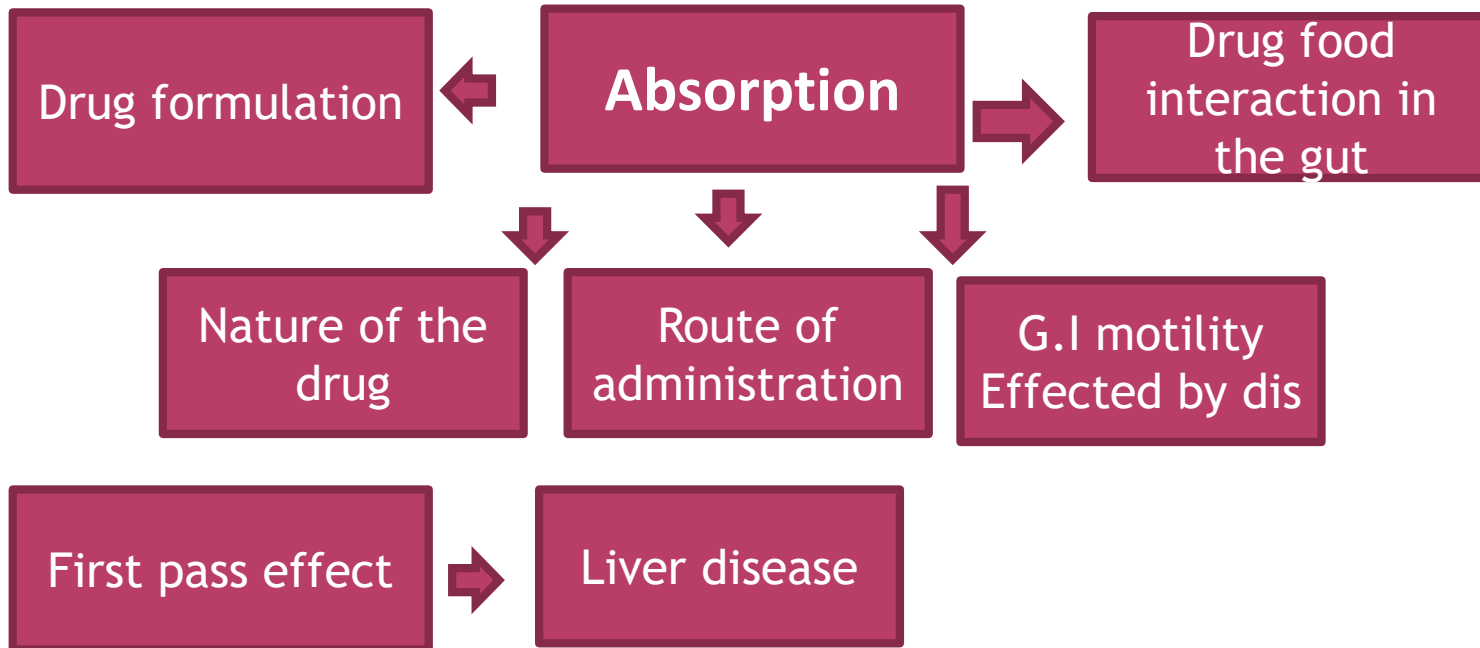 Drug formulation
Absorption
Drug food
interaction in
the gut
Nature of the
drug
Route of
administration
G.I motility
Effected by dis
First pass effect
Liver disease